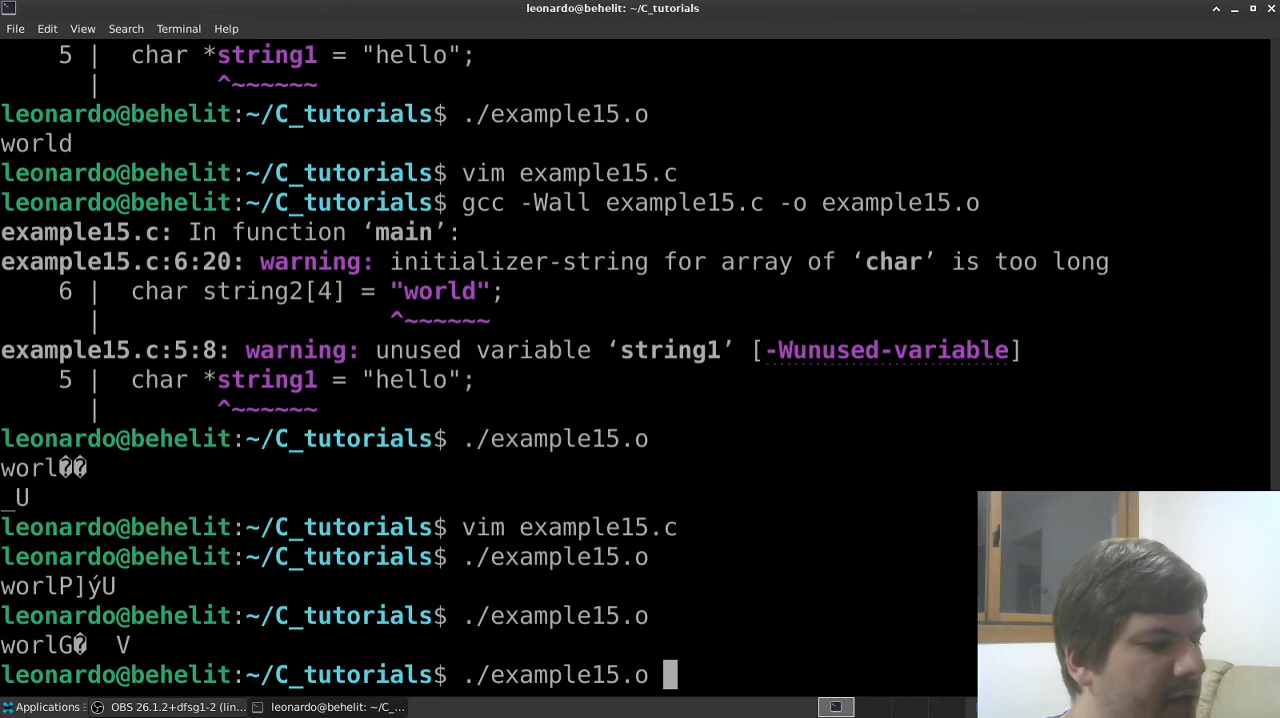 leonardo@behelit: ~/C_tutorials
File Edit View Search Terminal Help
5 | char *string1 = "hello";
| ^~~~~~~
leonardo@behelit:~/C_tutorials$ ./example15.o
world
leonardo@behelit:~/C_tutorials$ vim example15.c
leonardo@behelit:~/C_tutorials$ gcc -Wall example15.c -o example15.o
example15.c: In function ‘main’:
example15.c:6:20: warning: initializer-string for array of ‘char’ is too long
6 | char string2[4] = "world";
| ^~~~~~~
example15.c:5:8: warning: unused variable ‘string1’ [-Wunused-variable]
5 | char *string1 = "hello";
| ^~~~~~~
leonardo@behelit:~/C_tutorials$ ./example15.o
worl��
_U
leonardo@behelit:~/C_tutorials$ vim example15.c
leonardo@behelit:~/C_tutorials$ ./example15.o
worlP]ýU
leonardo@behelit:~/C_tutorials$ ./example15.o
worlG� V
leonardo@behelit:~/C_tutorials$ ./example15.o
Applications OBS 26.1.2+dfsg1-2 (lin... leonardo@behelit: ~/C_...